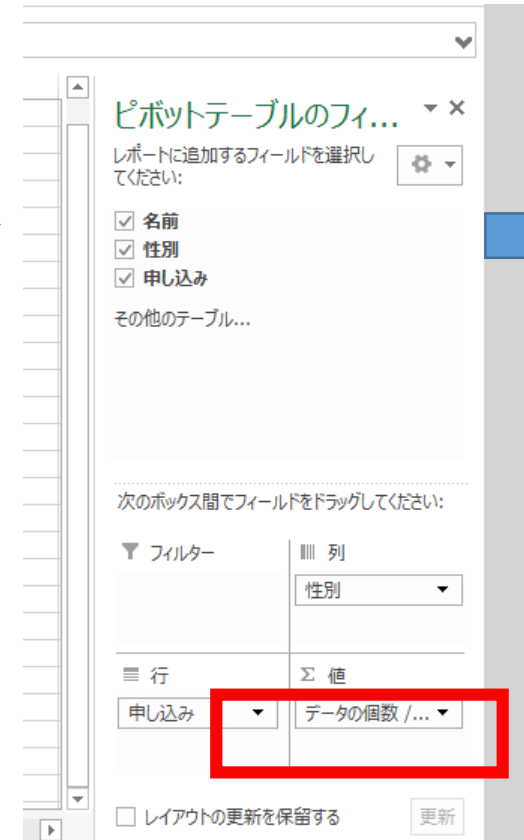 ピボットテーブルのフィ...
レポートに追加するフィールドを選択し
てください:
名前
性別
申し込み
その他のテーブル...
次のボックス間でフィールドをドラッグしてください:
フィルター
列
性別
行
Σ 値
申し込み
データの個数 /...
レイアウトの更新を保留する
更新